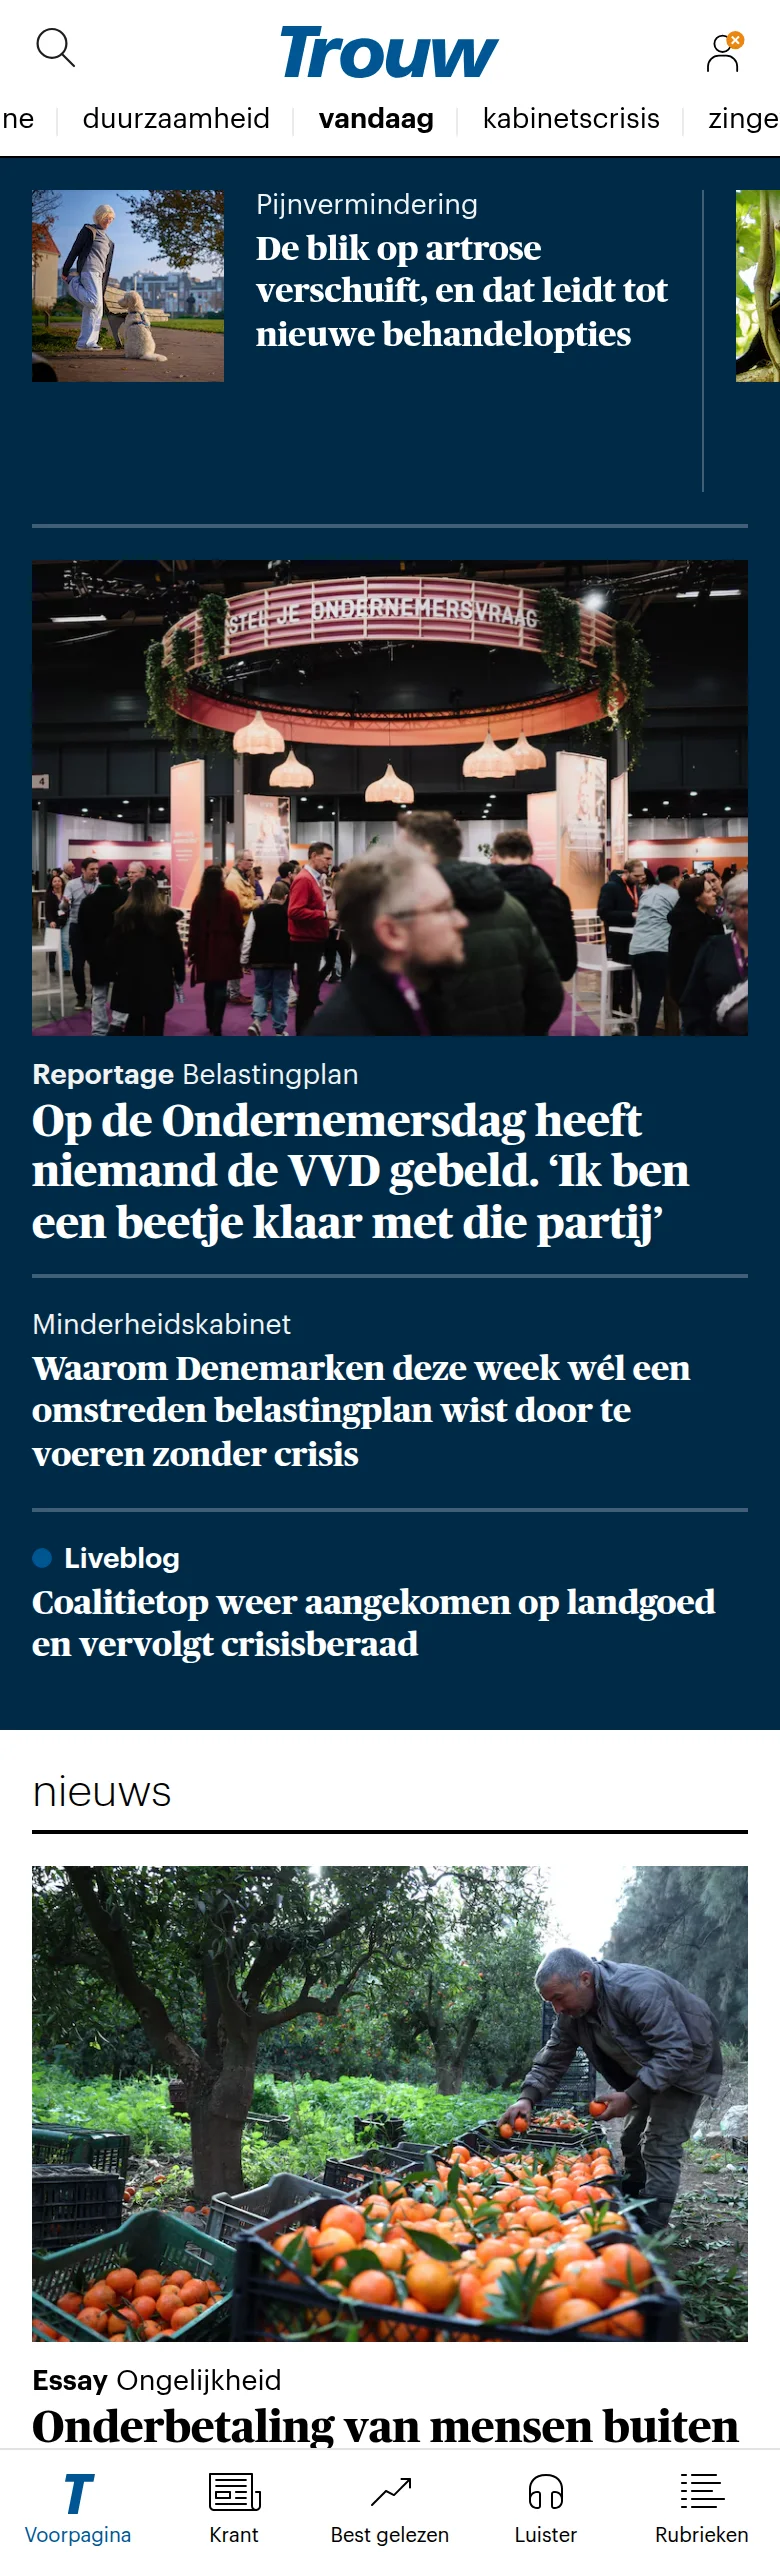 Trouw
ne
duurzaamheid
vandaag
kabinetscrisis
zinge
Pijnvermindering
De blik op artrose
verschuift, en dat leidt tot
nieuwe behandelopties
STEL JE ONDERNEMERSVRAAG
4
Reportage Belastingplan
Op de Ondernemersdag heeft
niemand de VVD gebeld. ‘Ik ben
een beetje klaar met die partij’
Minderheidskabinet
Waarom Denemarken deze week wél een
omstreden belastingplan wist door te
voeren zonder crisis
Liveblog
Coalitietop weer aangekomen op landgoed
en vervolgt crisisberaad
nieuws
Essay Ongelijkheid
Onderbetaling van mensen buiten
T
Voorpagina
Krant
Best gelezen
Luister
Rubrieken